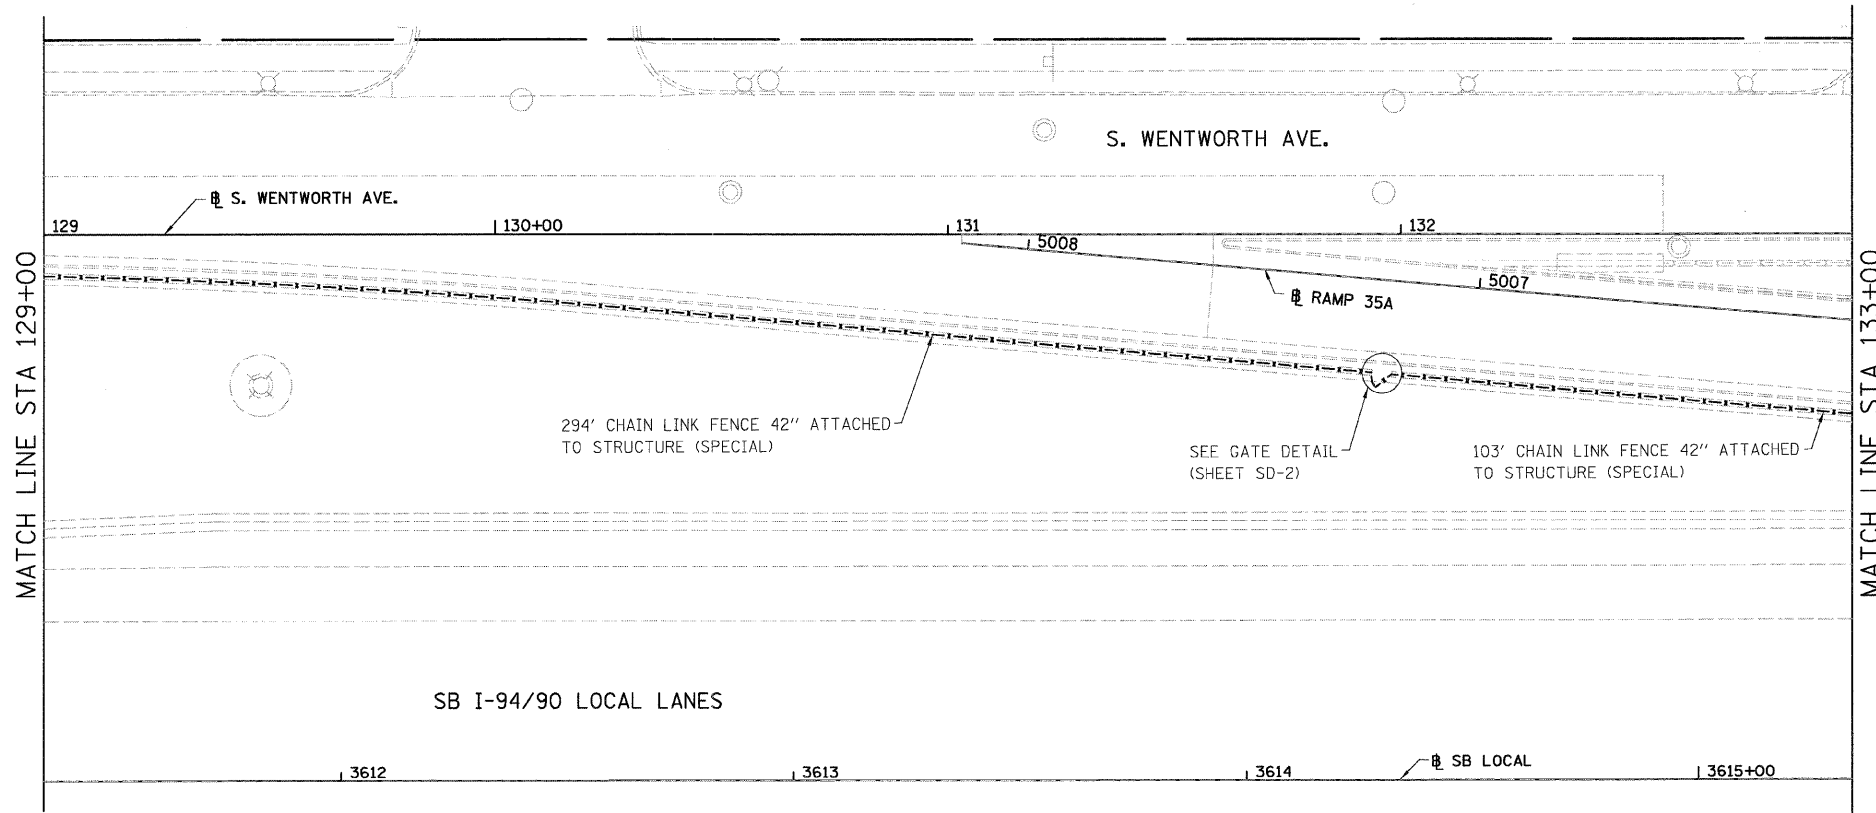 S. WENTWORTH AVE.
℄ S. WENTWORTH AVE.
129
130+00
131
132
5008
5007
℄ RAMP 35A
MATCH LINE STA 129+00
MATCH LINE STA 133+00
294' CHAIN LINK FENCE 42" ATTACHED
TO STRUCTURE (SPECIAL)
SEE GATE DETAIL
(SHEET SD-2)
103' CHAIN LINK FENCE 42" ATTACHED
TO STRUCTURE (SPECIAL)
SB I-94/90 LOCAL LANES
3612
3613
3614
3615+00
℄ SB LOCAL